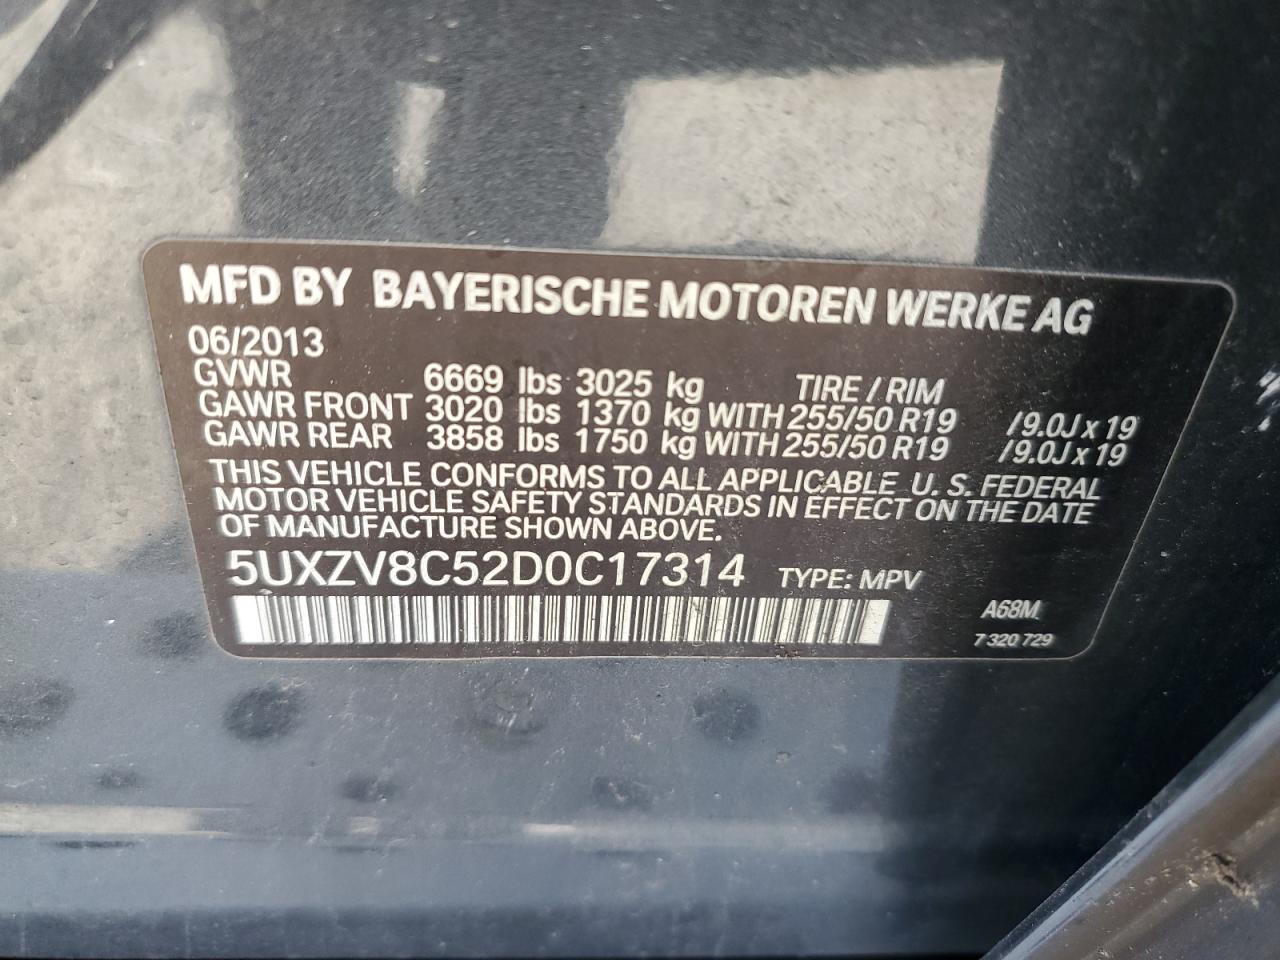 MFD BY BAYERISCHE MOTOREN WERKE AG
06/2013
GVWR 6669 lbs 3025 kg TIRE / RIM
GAWR FRONT 3020 lbs 1370 kg WITH 255/50 R19 /9.0J x 19
GAWR REAR 3858 lbs 1750 kg WITH 255/50 R19 /9.0J x 19
THIS VEHICLE CONFORMS TO ALL APPLICABLE U. S. FEDERAL
MOTOR VEHICLE SAFETY STANDARDS IN EFFECT ON THE DATE
OF MANUFACTURE SHOWN ABOVE.
5UXZV8C52D0C17314 TYPE: MPV
A68M
7 320 729